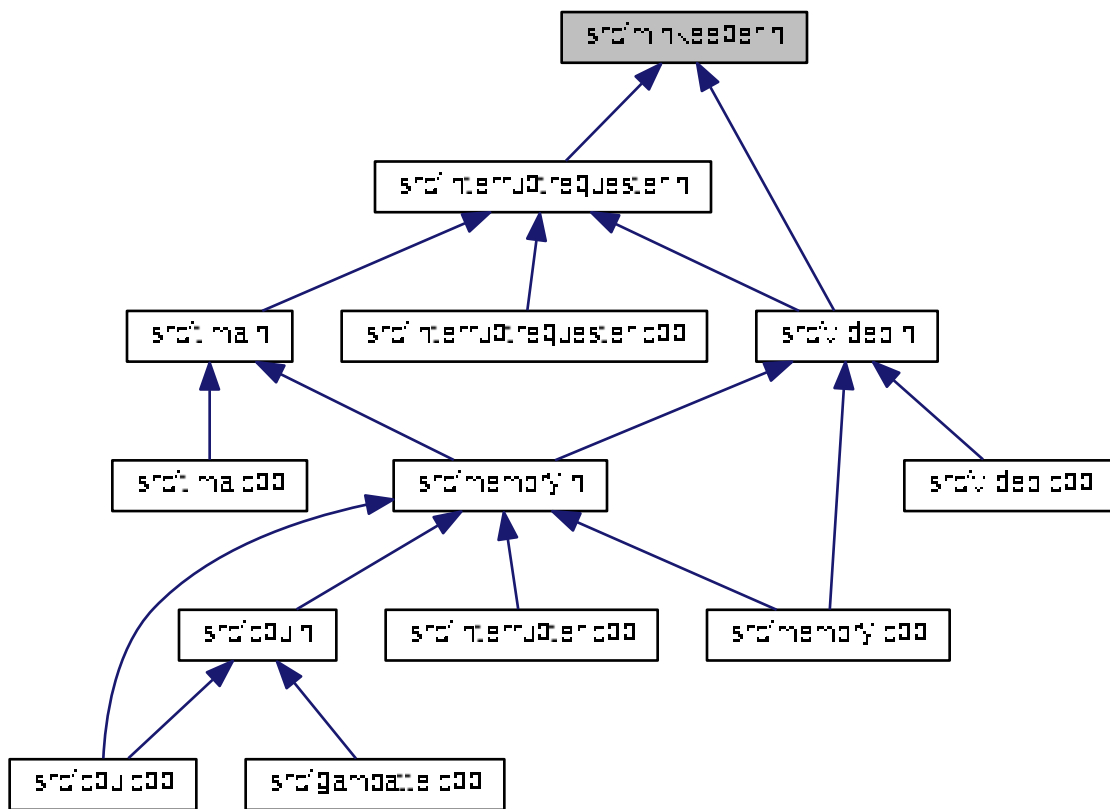 src/minkeeper.h
src/interruptrequester.h
src/tima.h
src/interruptrequester.cpp
src/video.h
src/tima.cpp
src/memory.h
src/video.cpp
src/cpu.h
src/interrupter.cpp
src/memory.cpp
src/cpu.cpp
src/gambatte.cpp